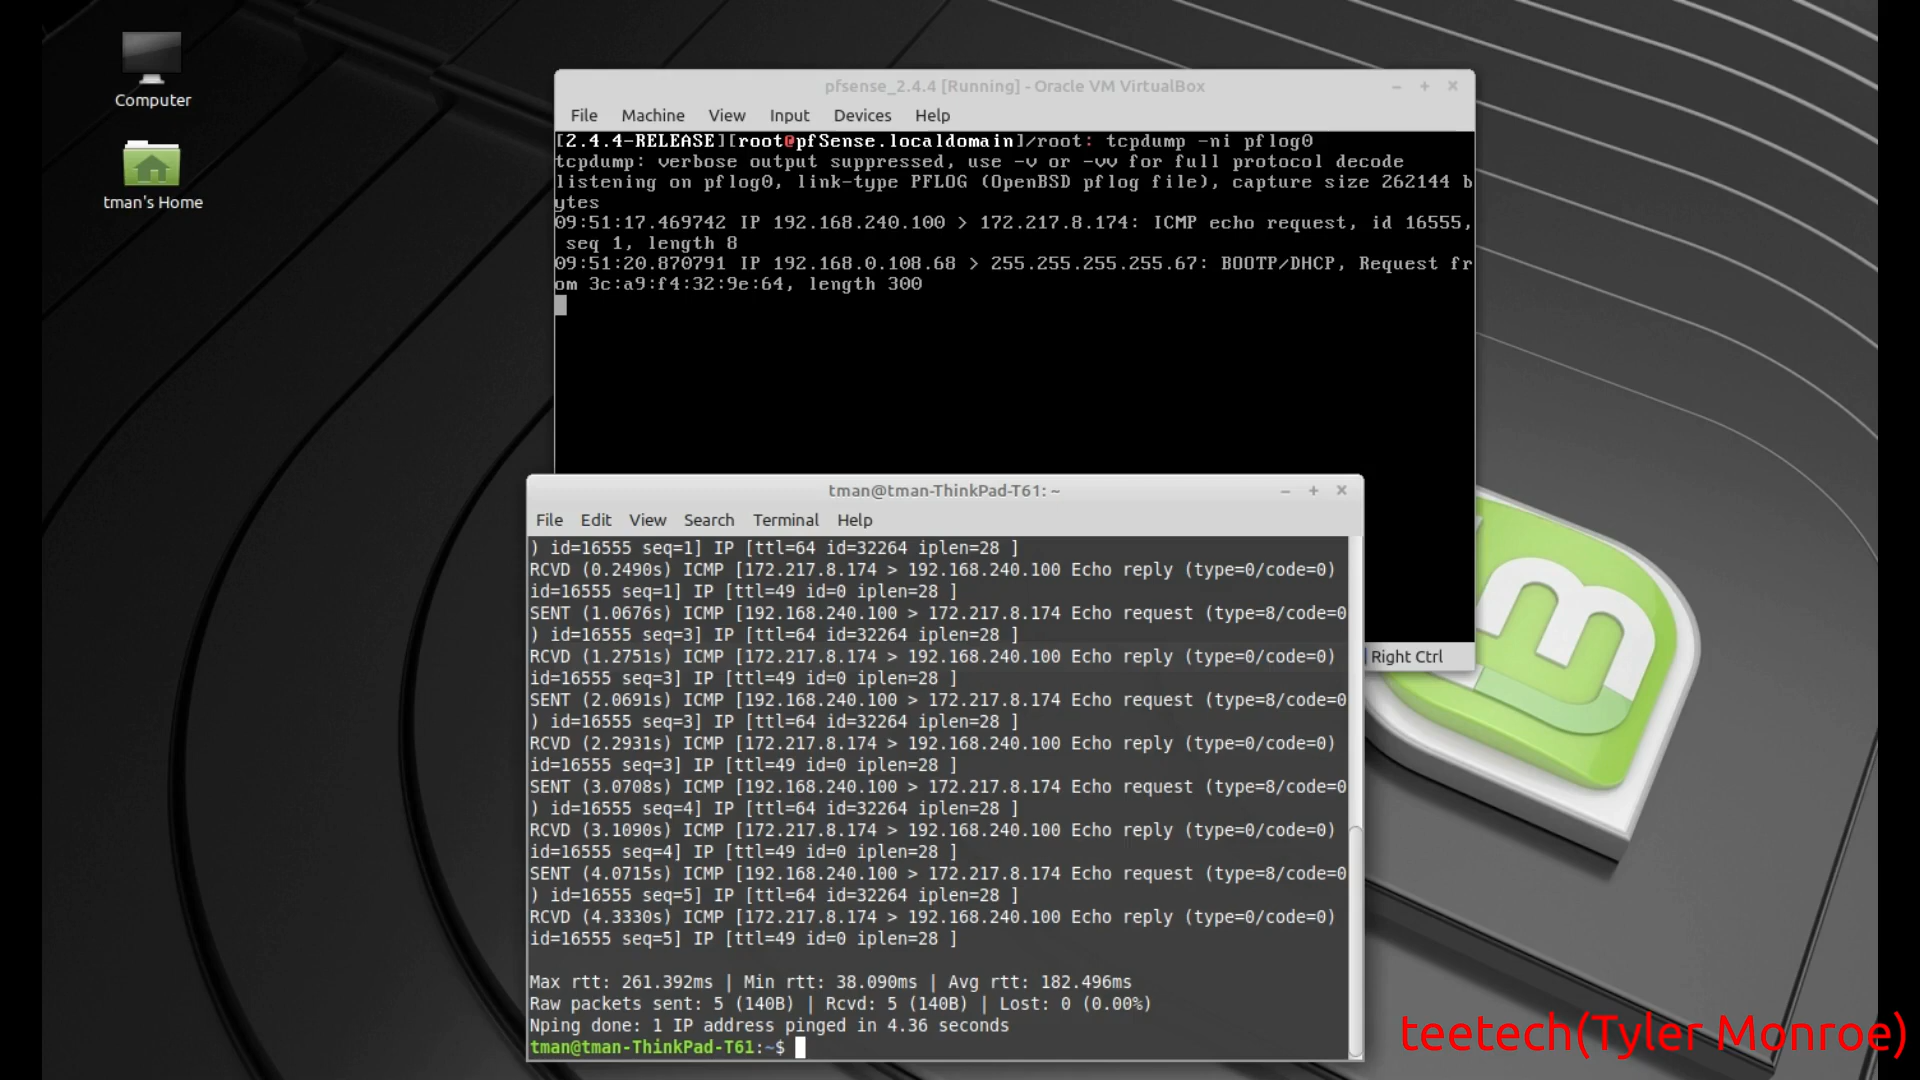 Computer
tman's Home
pfsense_2.4.4 [Running] - Oracle VM VirtualBox
File Machine View Input Devices Help
[2.4.4-RELEASE][root@pfSense.localdomain]/root: tcpdump -ni pflog0
tcpdump: verbose output suppressed, use -v or -vv for full protocol decode
listening on pflog0, link-type PFLOG (OpenBSD pflog file), capture size 262144 b
ytes
09:51:17.469742 IP 192.168.240.100 > 172.217.8.174: ICMP echo request, id 16555,
 seq 1, length 8
09:51:20.870791 IP 192.168.0.108.68 > 255.255.255.255.67: BOOTP/DHCP, Request fr
om 3c:a9:f4:32:9e:64, length 300
Right Ctrl
tman@tman-ThinkPad-T61: ~
File Edit View Search Terminal Help
) id=16555 seq=1] IP [ttl=64 id=32264 iplen=28 ]
RCVD (0.2490s) ICMP [172.217.8.174 > 192.168.240.100 Echo reply (type=0/code=0)
id=16555 seq=1] IP [ttl=49 id=0 iplen=28 ]
SENT (1.0676s) ICMP [192.168.240.100 > 172.217.8.174 Echo request (type=8/code=0
) id=16555 seq=3] IP [ttl=64 id=32264 iplen=28 ]
RCVD (1.2751s) ICMP [172.217.8.174 > 192.168.240.100 Echo reply (type=0/code=0)
id=16555 seq=3] IP [ttl=49 id=0 iplen=28 ]
SENT (2.0691s) ICMP [192.168.240.100 > 172.217.8.174 Echo request (type=8/code=0
) id=16555 seq=3] IP [ttl=64 id=32264 iplen=28 ]
RCVD (2.2931s) ICMP [172.217.8.174 > 192.168.240.100 Echo reply (type=0/code=0)
id=16555 seq=3] IP [ttl=49 id=0 iplen=28 ]
SENT (3.0708s) ICMP [192.168.240.100 > 172.217.8.174 Echo request (type=8/code=0
) id=16555 seq=4] IP [ttl=64 id=32264 iplen=28 ]
RCVD (3.1090s) ICMP [172.217.8.174 > 192.168.240.100 Echo reply (type=0/code=0)
id=16555 seq=4] IP [ttl=49 id=0 iplen=28 ]
SENT (4.0715s) ICMP [192.168.240.100 > 172.217.8.174 Echo request (type=8/code=0
) id=16555 seq=5] IP [ttl=64 id=32264 iplen=28 ]
RCVD (4.3330s) ICMP [172.217.8.174 > 192.168.240.100 Echo reply (type=0/code=0)
id=16555 seq=5] IP [ttl=49 id=0 iplen=28 ]
Max rtt: 261.392ms | Min rtt: 38.090ms | Avg rtt: 182.496ms
Raw packets sent: 5 (140B) | Rcvd: 5 (140B) | Lost: 0 (0.00%)
Nping done: 1 IP address pinged in 4.36 seconds
tman@tman-ThinkPad-T61:~$
teetech(Tyler Monroe)